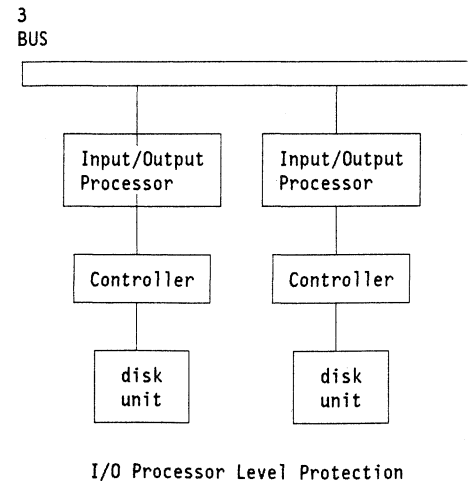 3
BUS
Input/Output
Processor
Input/Output
Processor
Controller
Controller
disk
unit
disk
unit
I/O Processor Level Protection